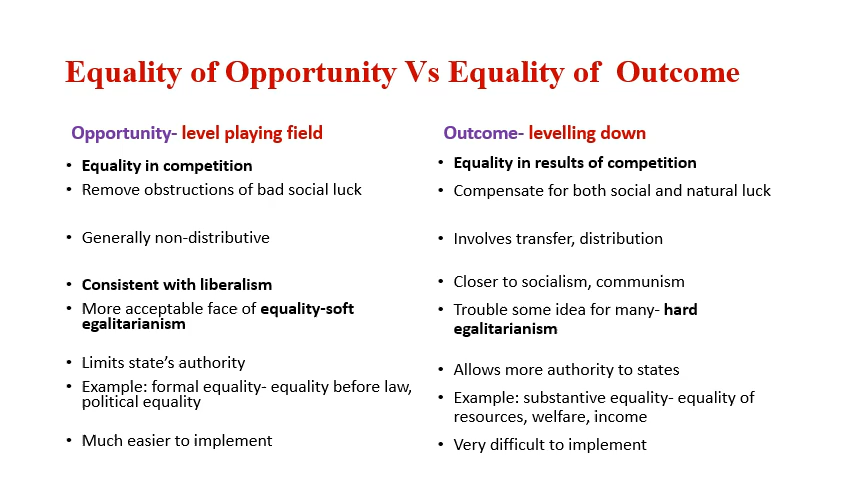 Equality of Opportunity Vs Equality of  Outcome
Opportunity- level playing field
• Equality in competition
• Remove obstructions of bad social luck
• Generally non-distributive
• Consistent with liberalism
• More acceptable face of equality-soft
egalitarianism
• Limits state's authority
• Example: formal equality- equality before law,
political equality
• Much easier to implement
Outcome- levelling down
• Equality in results of competition
• Compensate for both social and natural luck
• Involves transfer, distribution
• Closer to socialism, communism
• Trouble some idea for many- hard
egalitarianism
• Allows more authority to states
• Example: substantive equality- equality of
resources, welfare, income
• Very difficult to implement